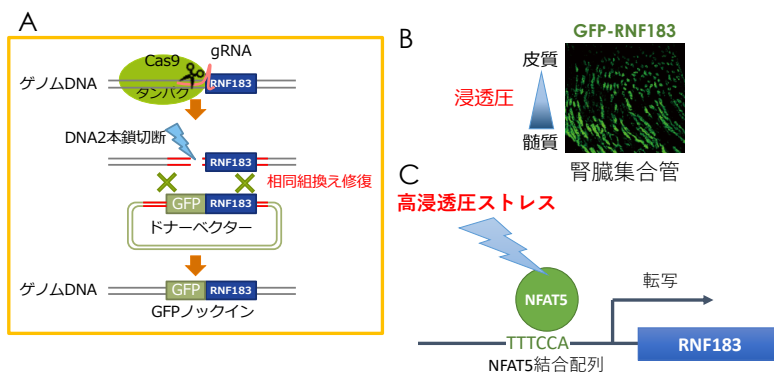 A
Cas9
gRNA
ゲノムDNA
タンパク
RNF183
DNA2本鎖切断
RNF183
相同組換え修復
GFP
RNF183
ドナーベクター
ゲノムDNA
GFP
RNF183
GFPノックイン
B
GFP-RNF183
皮質
浸透圧
髄質
腎臓集合管
C
高浸透圧ストレス
NFAT5
転写
TTTCCA
RNF183
NFAT5結合配列